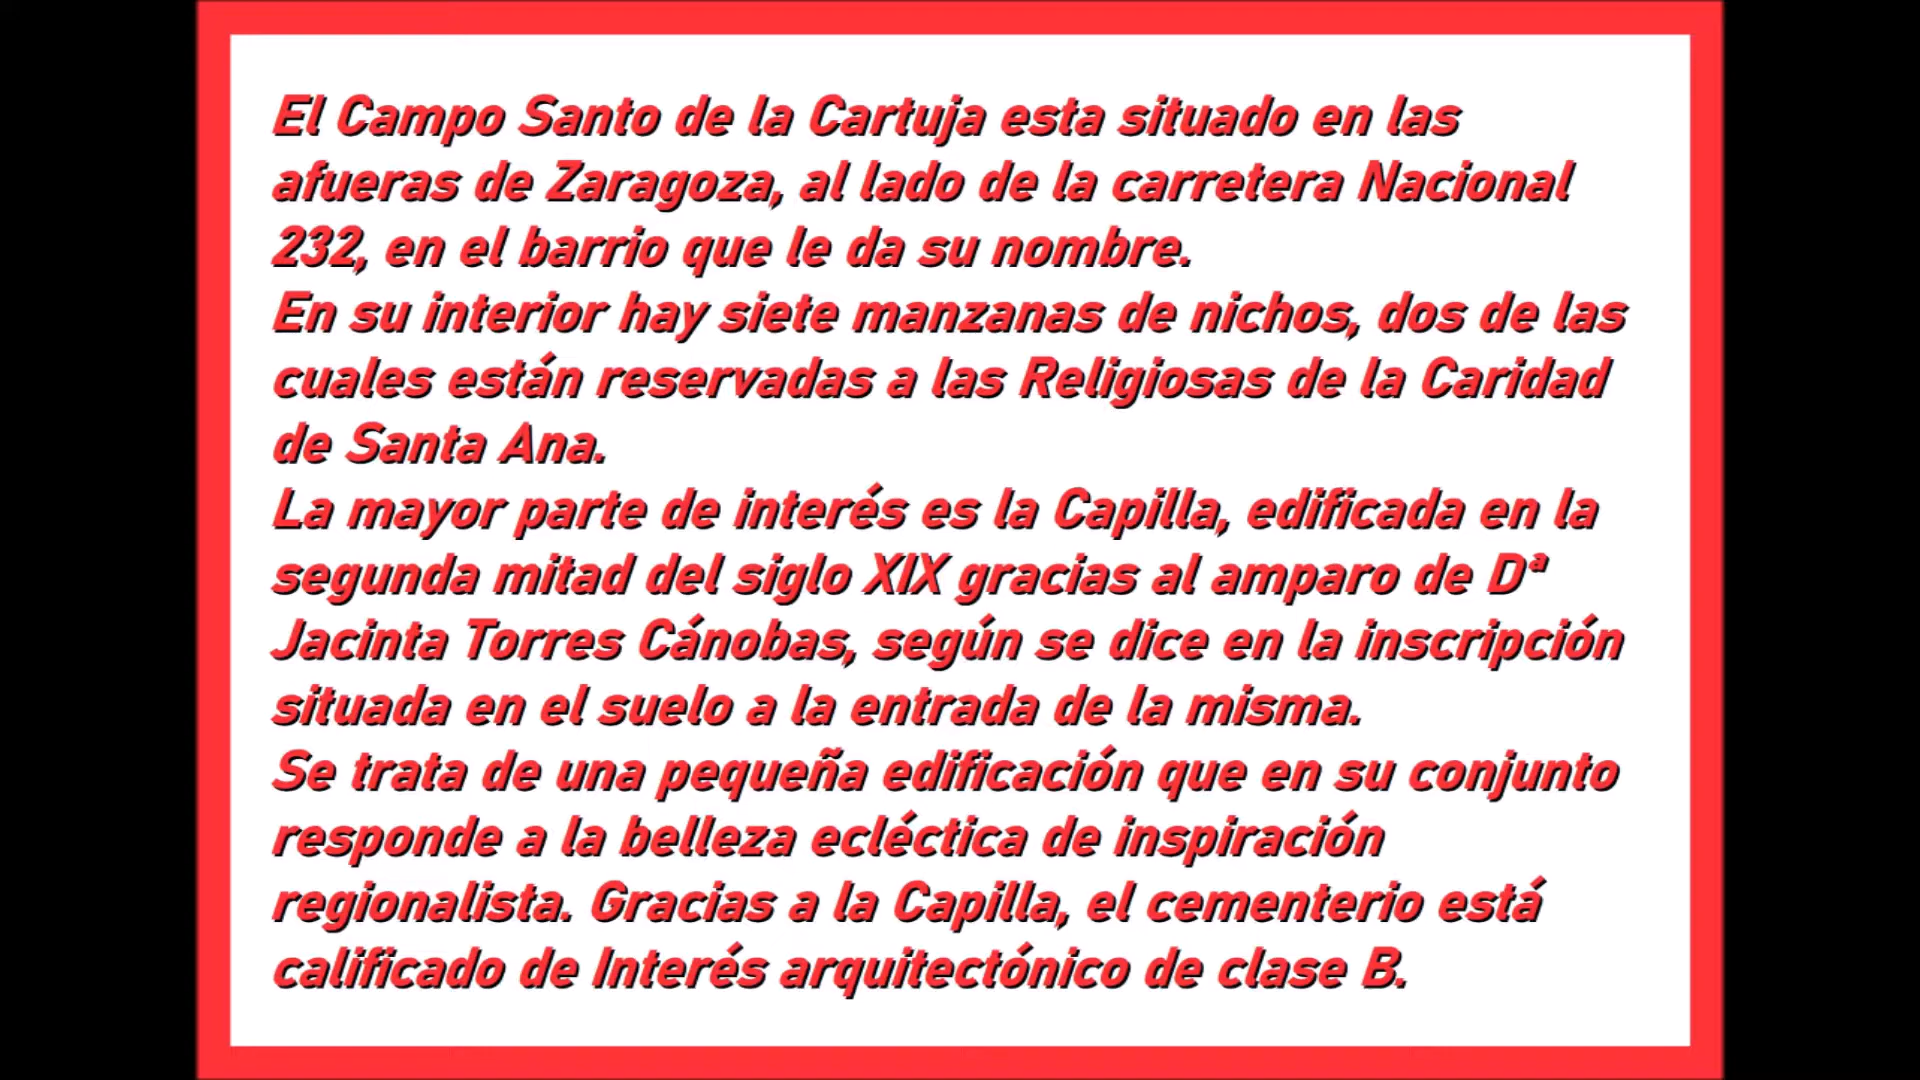 El Campo Santo de la Cartuja esta situado en las
afueras de Zaragoza, al lado de la carretera Nacional
232, en el barrio que le da su nombre.
En su interior hay siete manzanas de nichos, dos de las
cuales están reservadas a las Religiosas de la Caridad
de Santa Ana.
La mayor parte de interés es la Capilla, edificada en la
segunda mitad del siglo XIX gracias al amparo de Dª
Jacinta Torres Cánobas, según se dice en la inscripción
situada en el suelo a la entrada de la misma.
Se trata de una pequeña edificación que en su conjunto
responde a la belleza ecléctica de inspiración
regionalista. Gracias a la Capilla, el cementerio está
calificado de Interés arquitectónico de clase B.